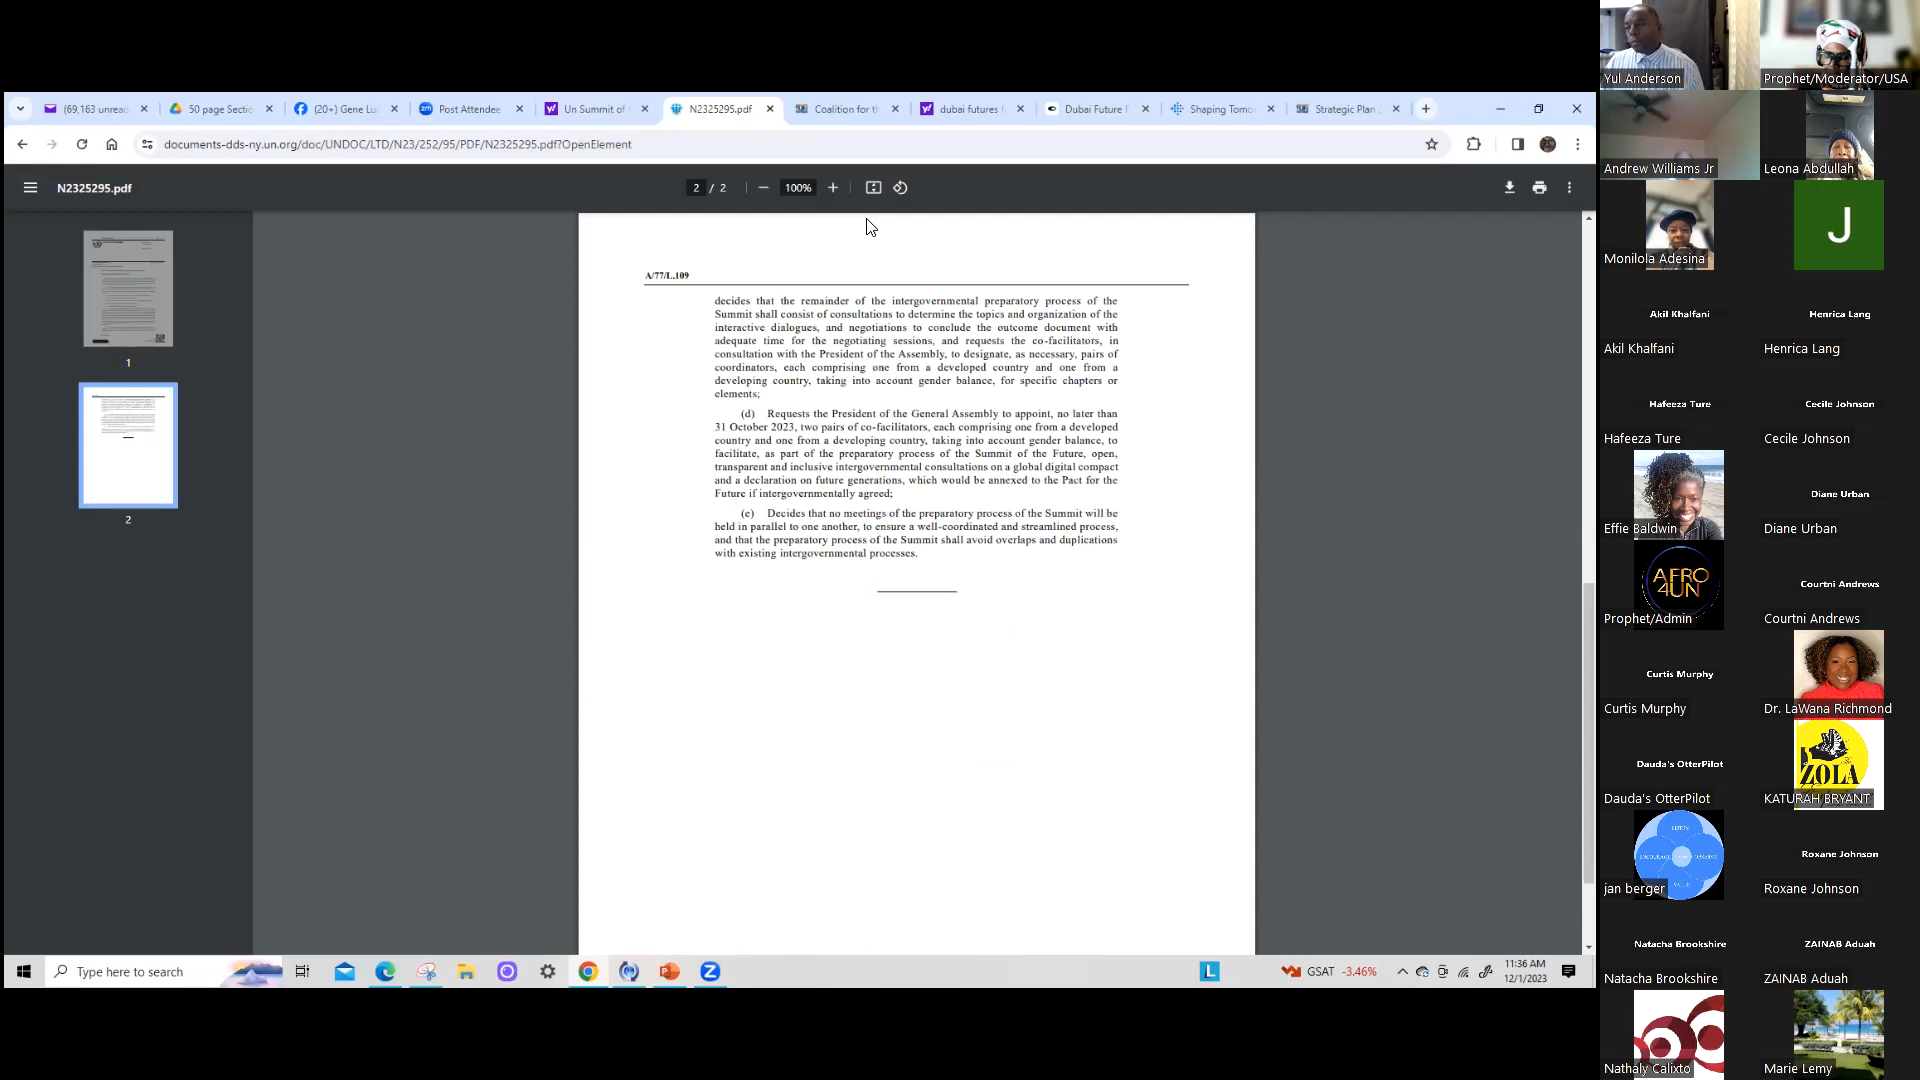 (69,163 unread
50 page Sectio
(20+) Gene Lu
Post Attendee
Un Summit of
N2325295.pdf
Coalition for th
dubai futures f
Dubai Future F
Shaping Tomo
Strategic Plan
documents-dds-ny.un.org/doc/UNDOC/LTD/N23/252/95/PDF/N2325295.pdf?OpenElement
N2325295.pdf
2 / 2
100%
1
2
A/77/L.109
decides that the remainder of the intergovernmental preparatory process of the
Summit shall consist of consultations to determine the topics and organization of the
interactive dialogues, and negotiations to conclude the outcome document with
adequate time for the negotiating sessions, and requests the co-facilitators, in
consultation with the President of the Assembly, to designate, as necessary, pairs of
coordinators, each comprising one from a developed country and one from a
developing country, taking into account gender balance, for specific chapters or
elements;
(d) Requests the President of the General Assembly to appoint, no later than
31 October 2023, two pairs of co-facilitators, each comprising one from a developed
country and one from a developing country, taking into account gender balance, to
facilitate, as part of the preparatory process of the Summit of the Future, open,
transparent and inclusive intergovernmental consultations on a global digital compact
and a declaration on future generations, which would be annexed to the Pact for the
Future if intergovernmentally agreed;
(e) Decides that no meetings of the preparatory process of the Summit will be
held in parallel to one another, to ensure a well-coordinated and streamlined process,
and that the preparatory process of the Summit shall avoid overlaps and duplications
with existing intergovernmental processes.
Type here to search
L
GSAT -3.46%
11:36 AM
12/1/2023
Yul Anderson
Prophet/Moderator/USA
Andrew Williams Jr
Leona Abdullah
Monilola Adesina
J
Akil Khalfani
Henrica Lang
Akil Khalfani
Henrica Lang
Hafeeza Ture
Cecile Johnson
Hafeeza Ture
Cecile Johnson
Diane Urban
Effie Baldwin
Diane Urban
AFRO
4UN
Courtni Andrews
Prophet/Admin
Courtni Andrews
Curtis Murphy
Curtis Murphy
Dr. LaWana Richmond
Dauda's OtterPilot
ZOLA
Dauda's OtterPilot
KATURAH BRYANT
LISTEN
ENCOURAGE
Roxane Johnson
jan berger
Roxane Johnson
Natacha Brookshire
ZAINAB Aduah
Natacha Brookshire
ZAINAB Aduah
Nathaly Calixto
Marie Lemy